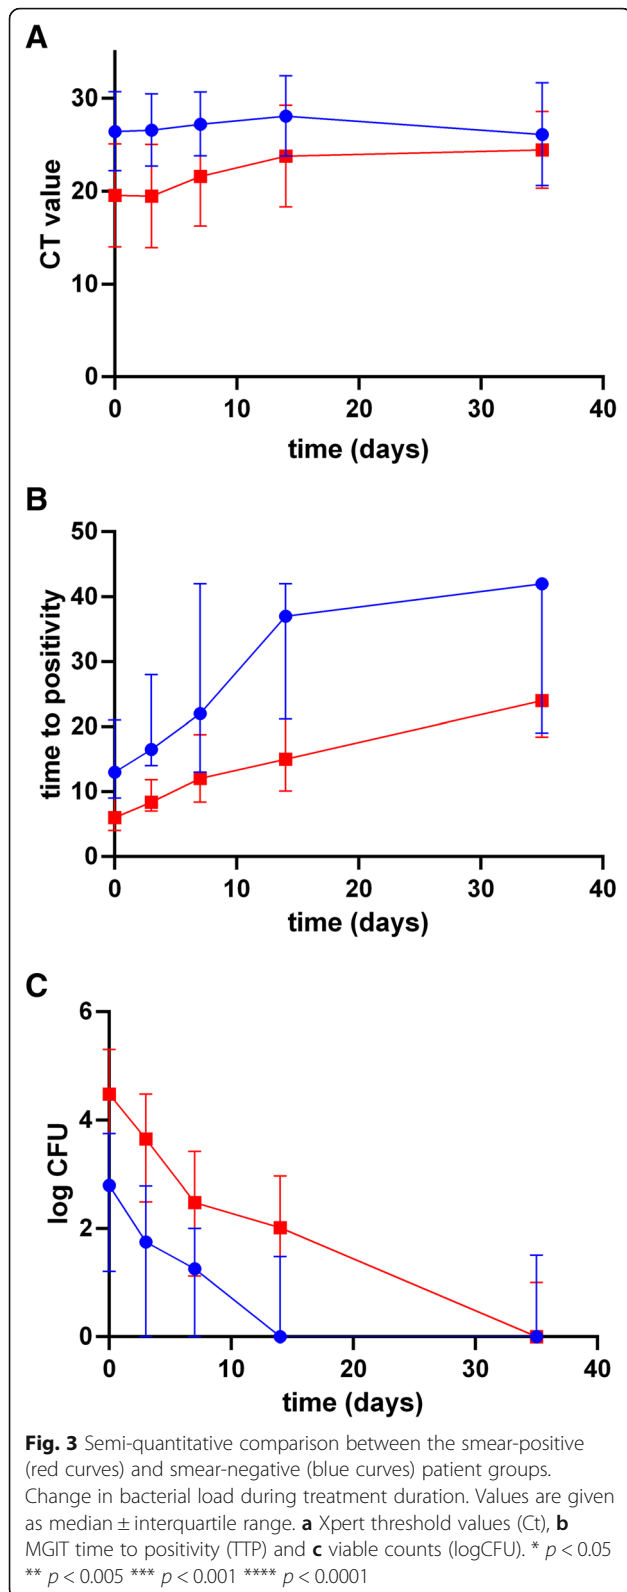 A
30
20
10
0
CT value
0 10 20 30 40
time (days)
B
50
40
30
20
10
0
time to positivity
0 10 20 30 40
time (days)
C
6
4
2
0
log CFU
0 10 20 30 40
time (days)
Fig. 3 Semi-quantitative comparison between the smear-positive
(red curves) and smear-negative (blue curves) patient groups.
Change in bacterial load during treatment duration. Values are given
as median ± interquartile range. a Xpert threshold values (Ct), b
MGIT time to positivity (TTP) and c viable counts (logCFU). * p < 0.05
** p < 0.005 *** p < 0.001 **** p < 0.0001